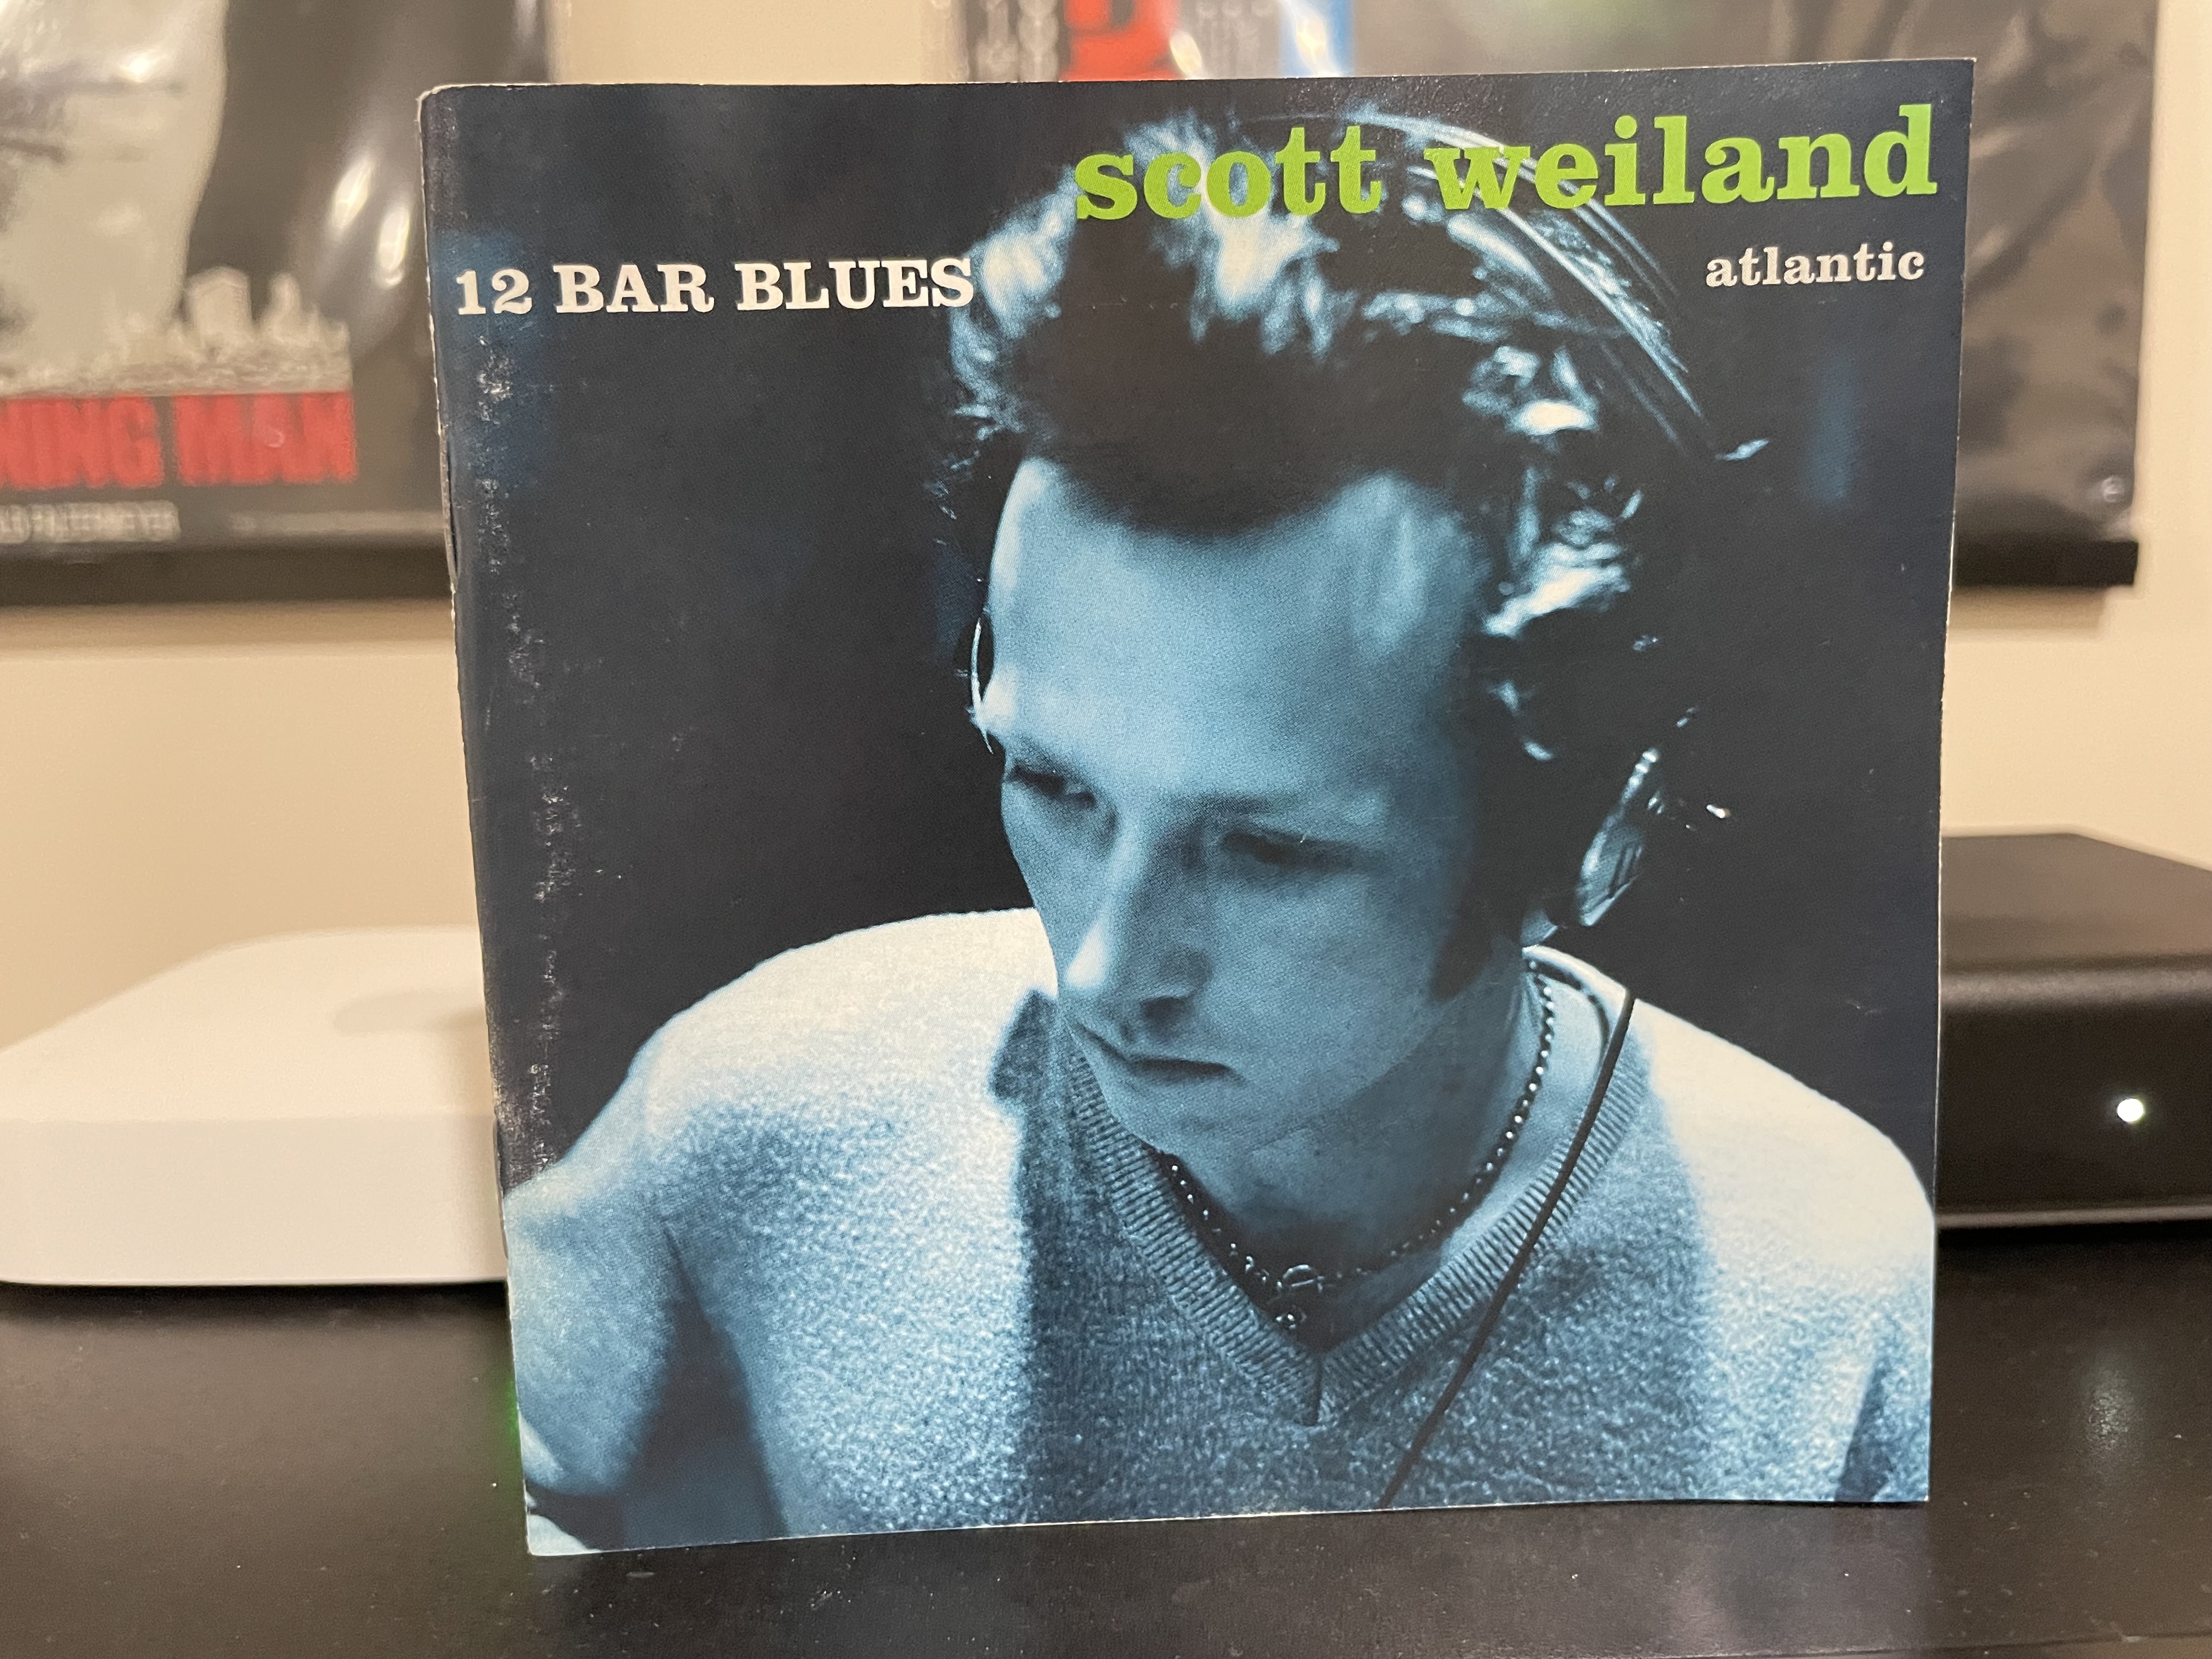 scott weiland
atlantic
12 BAR BLUES
NING MAN